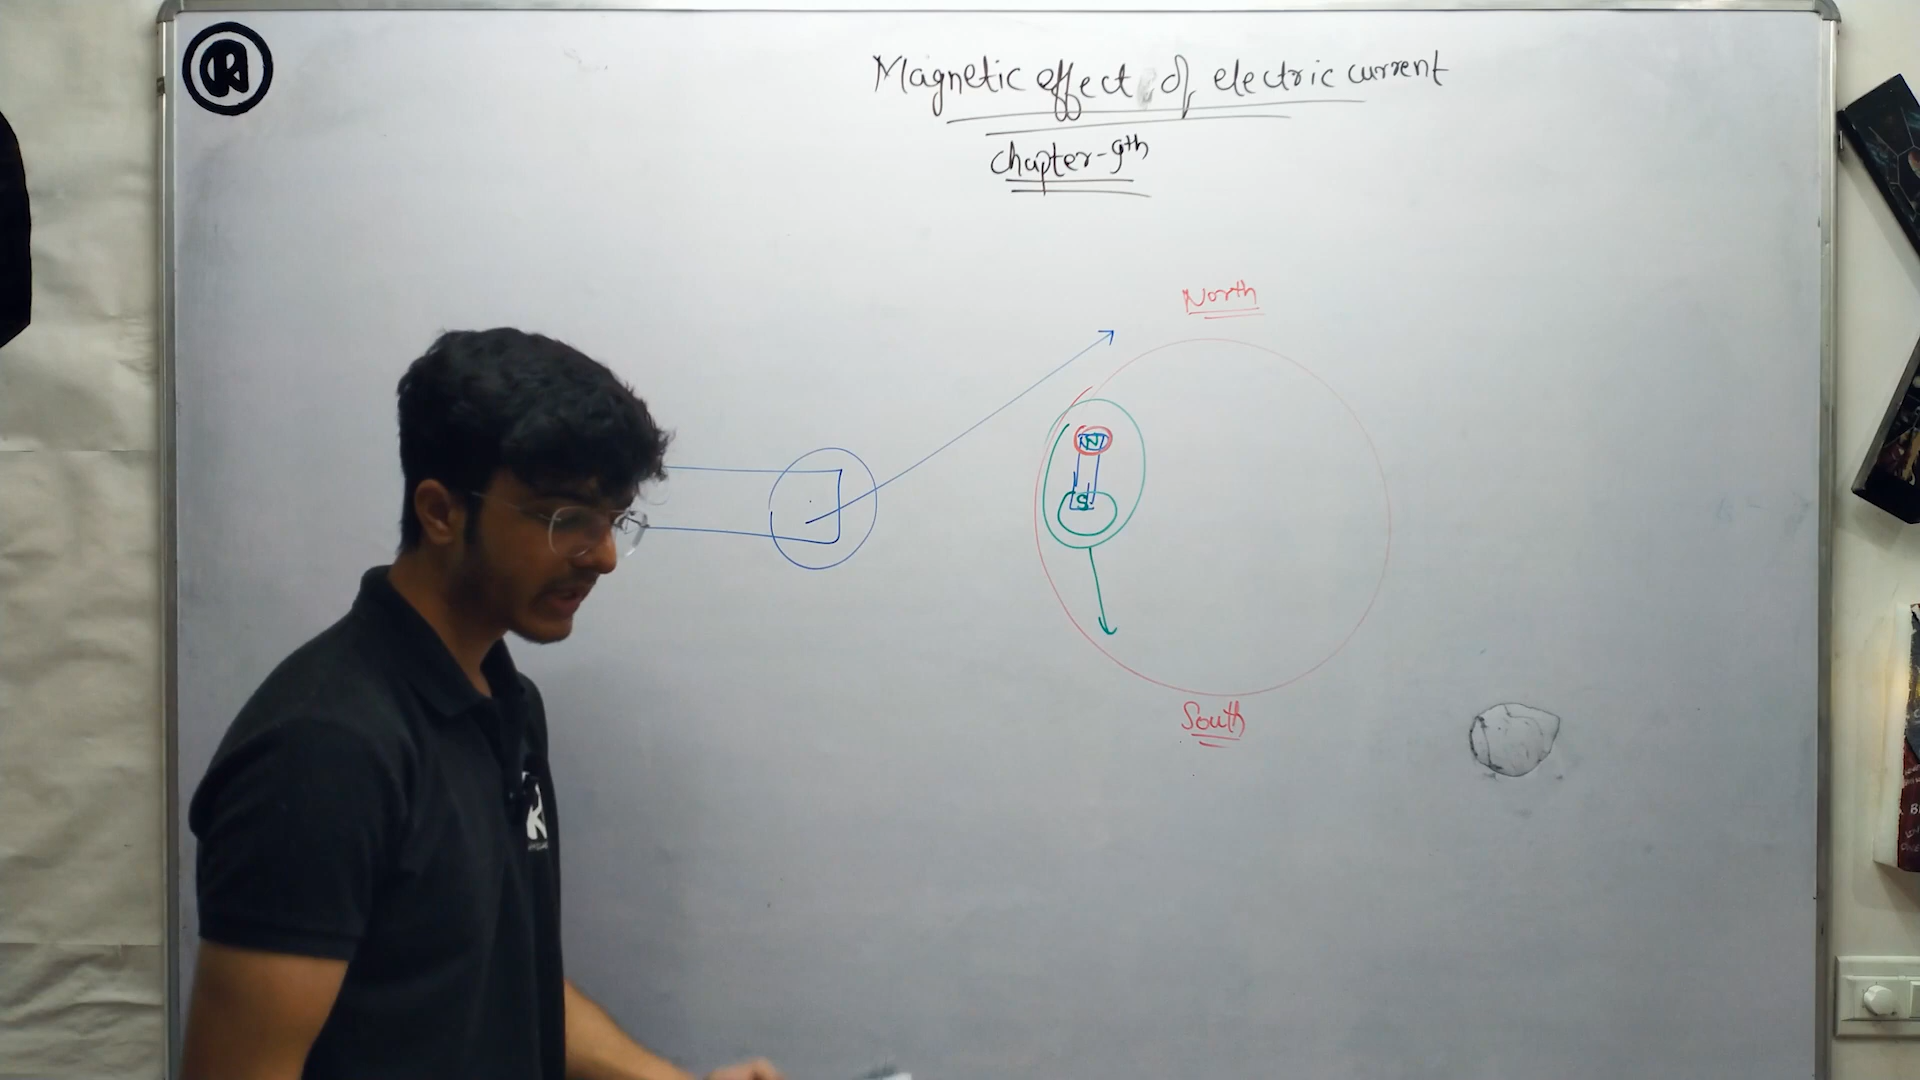 Magnetic effect of electric current
Chapter-9th
North
N
S
South